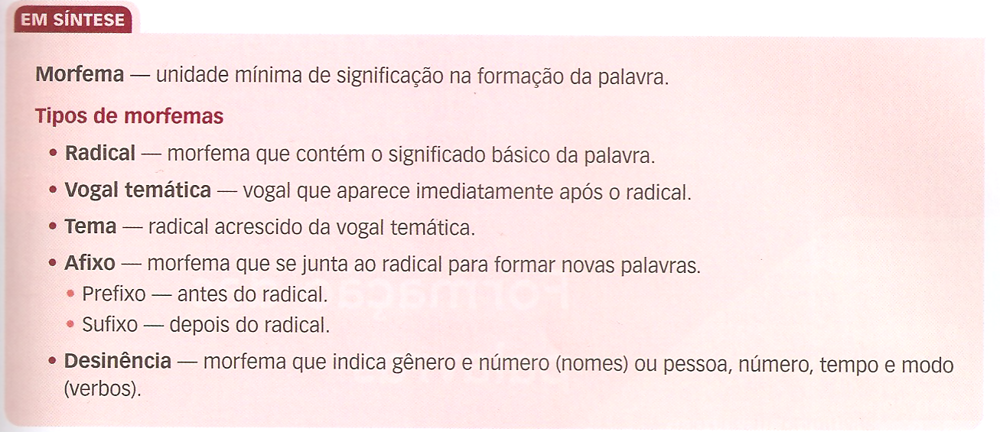 EM SÍNTESE
Morfema — unidade mínima de significação na formação da palavra.
Tipos de morfemas
• Radical — morfema que contém o significado básico da palavra.
• Vogal temática — vogal que aparece imediatamente após o radical.
• Tema — radical acrescido da vogal temática.
• Afixo — morfema que se junta ao radical para formar novas palavras.
• Prefixo — antes do radical.
• Sufixo — depois do radical.
• Desinência — morfema que indica gênero e número (nomes) ou pessoa, número, tempo e modo
(verbos).